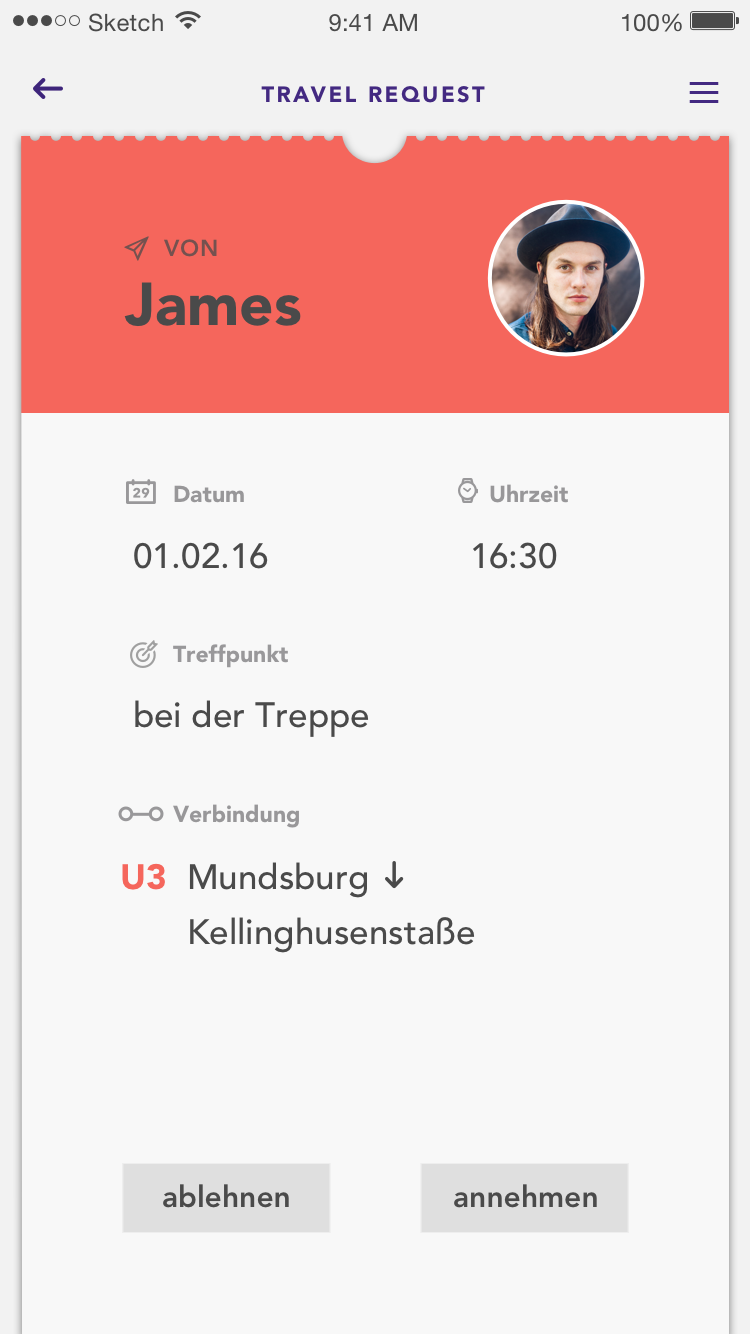 Sketch 9:41 AM 100%
TRAVEL REQUEST
VON
James
29 Datum Uhrzeit
01.02.16 16:30
Treffpunkt
bei der Treppe
Verbindung
U3 Mundsburg ↓
Kellinghusenstaße
ablehnen annehmen